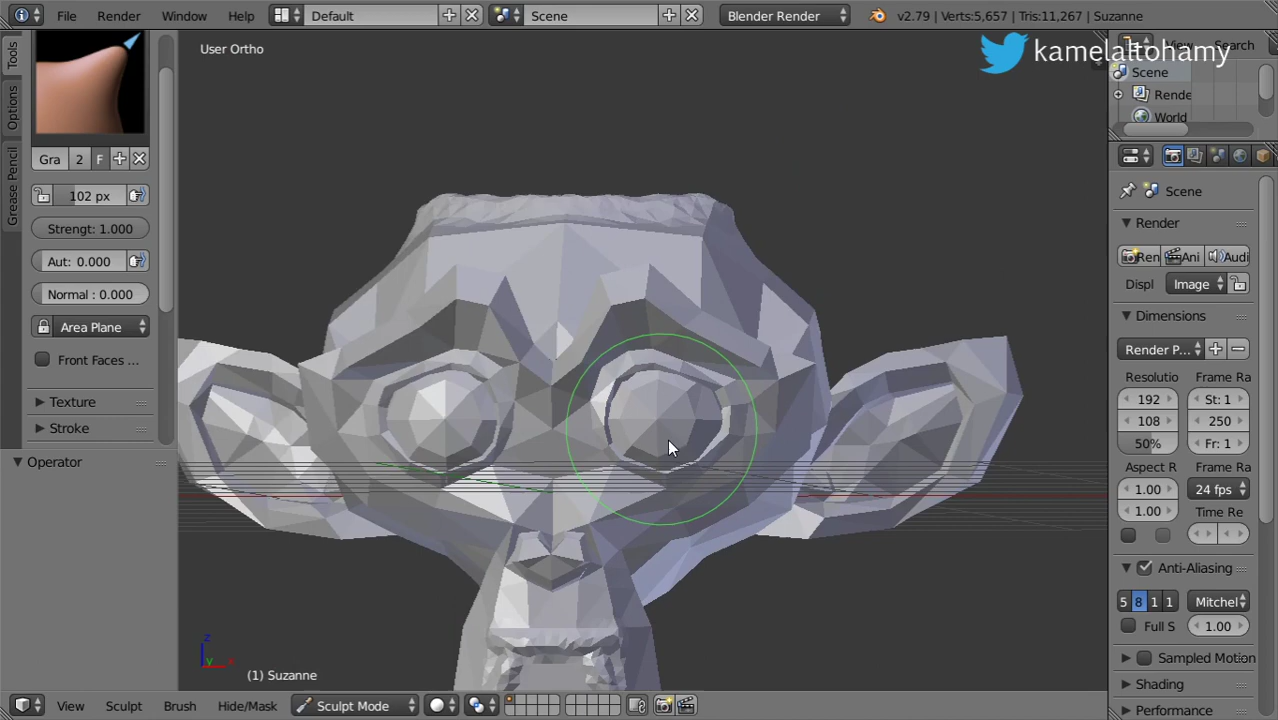 File Render Window Help Default Scene Blender Render v2.79 | Verts:5,657 | Tris:11,267 | Suzanne
User Ortho
kamelaltohamy
View Search
Scene
Rende
World
Tools
Options
Grease Pencil
Gra 2 F
102 px
Strengt: 1.000
Aut: 0.000
Normal : 0.000
Area Plane
Front Faces ...
Texture
Stroke
Operator
Scene
Render
Ren Ani Audi
Displ Image
Dimensions
Render P...
Resolutio Frame Ra
192 St: 1
108 250
50% Fr: 1
Aspect R Frame Ra
1.00 24 fps
1.00 Time Re
Anti-Aliasing
5 8 1 1 Mitchel
Full S 1.00
Sampled Motion
Shading
Performance
z
y x
(1) Suzanne
View Sculpt Brush Hide/Mask Sculpt Mode